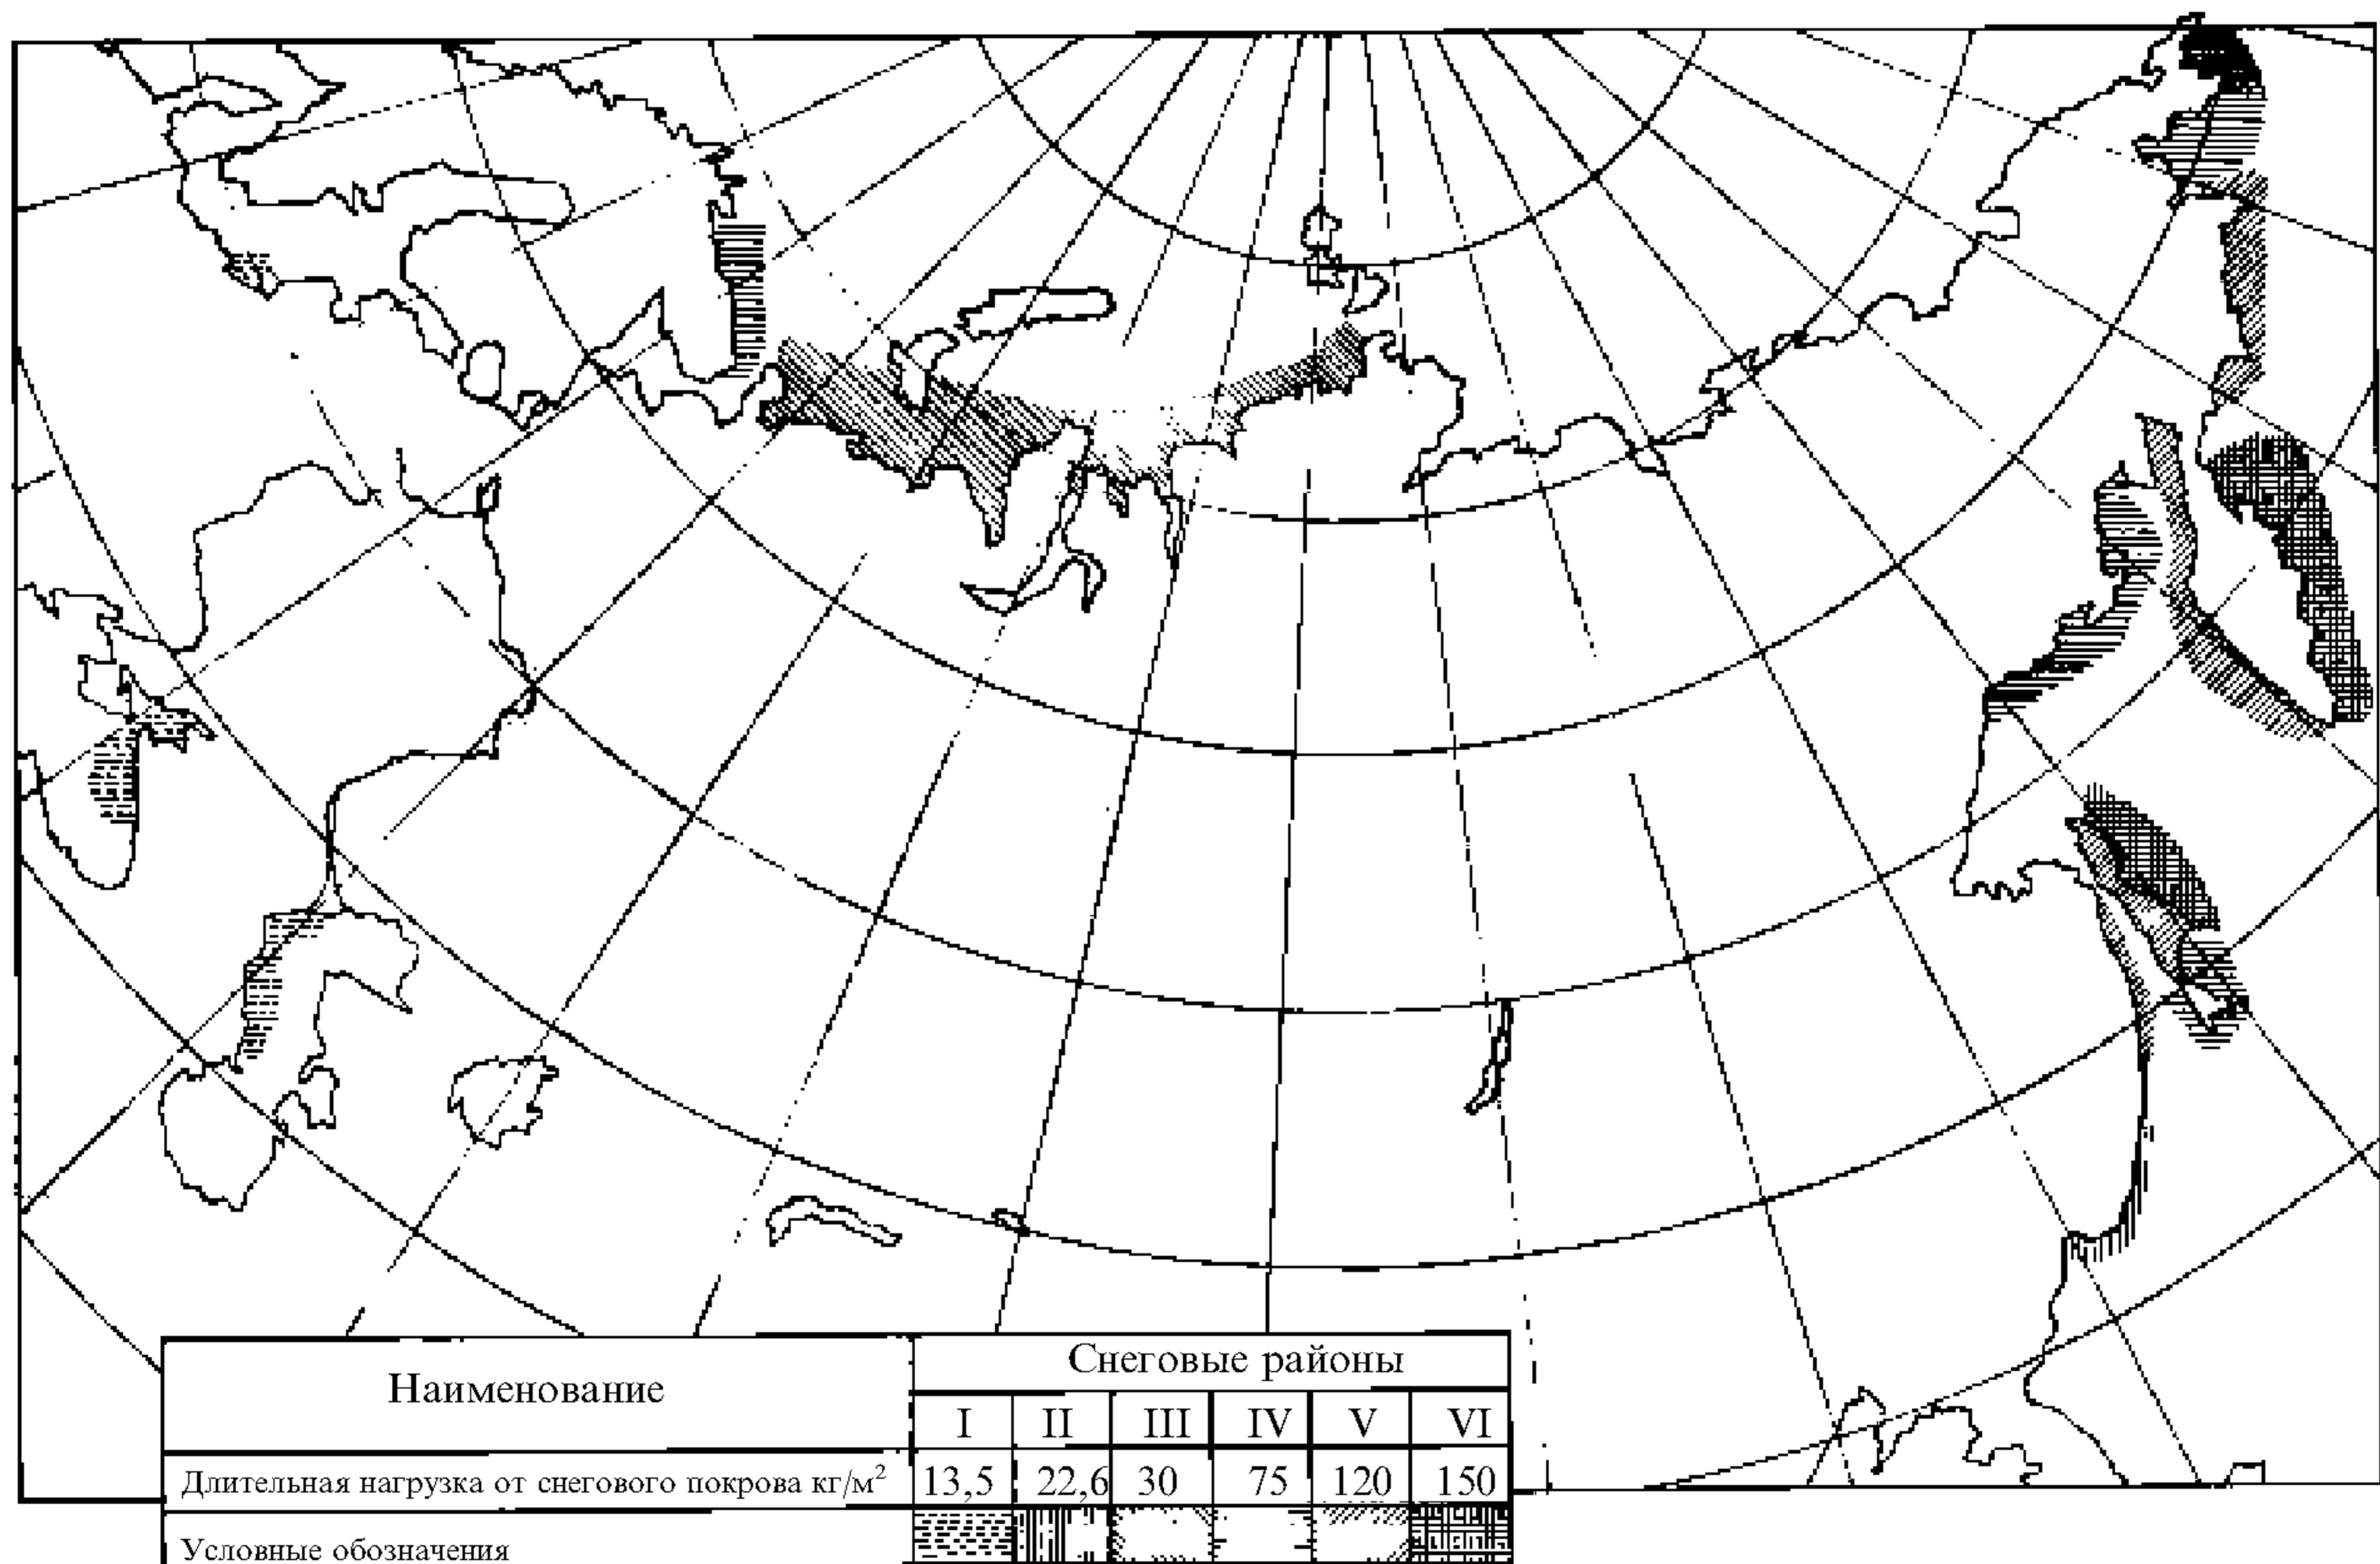 Наименование
Снеговые районы
I II III IV V VI
Длительная нагрузка от снегового покрова кг/м² 13,5 22,6 30 75 120 150
Условные обозначения